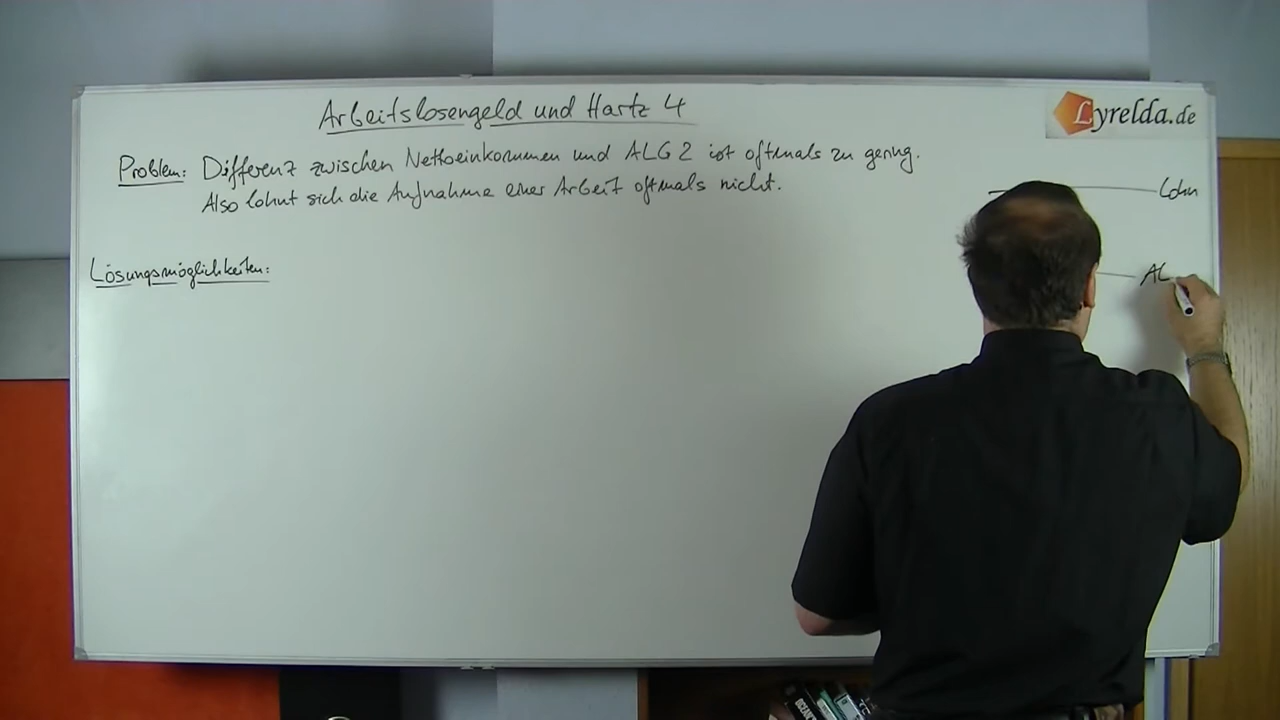 Arbeitslosengeld und Hartz 4
Lyrelda.de
Problem: Differenz zwischen Nettoeinkommen und ALG 2 ist oftmals zu gering.
Also lohnt sich die Aufnahme einer Arbeit oftmals nicht.
Lohn
AL
Lösungsmöglichkeiten: